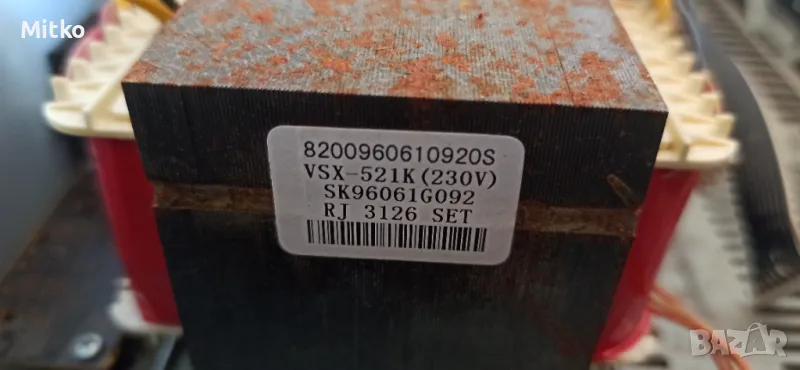 Mitko
8200960610920S
VSX-521K(230V)
SK96061G092
RJ 3126 SET
BAZAR